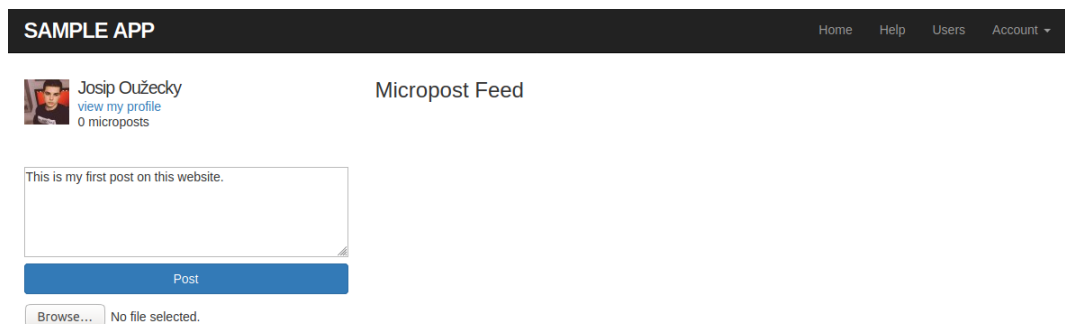 SAMPLE APP Home Help Users Account
Josip Oužecky
view my profile
0 microposts
Micropost Feed
This is my first post on this website.
Post
Browse... No file selected.